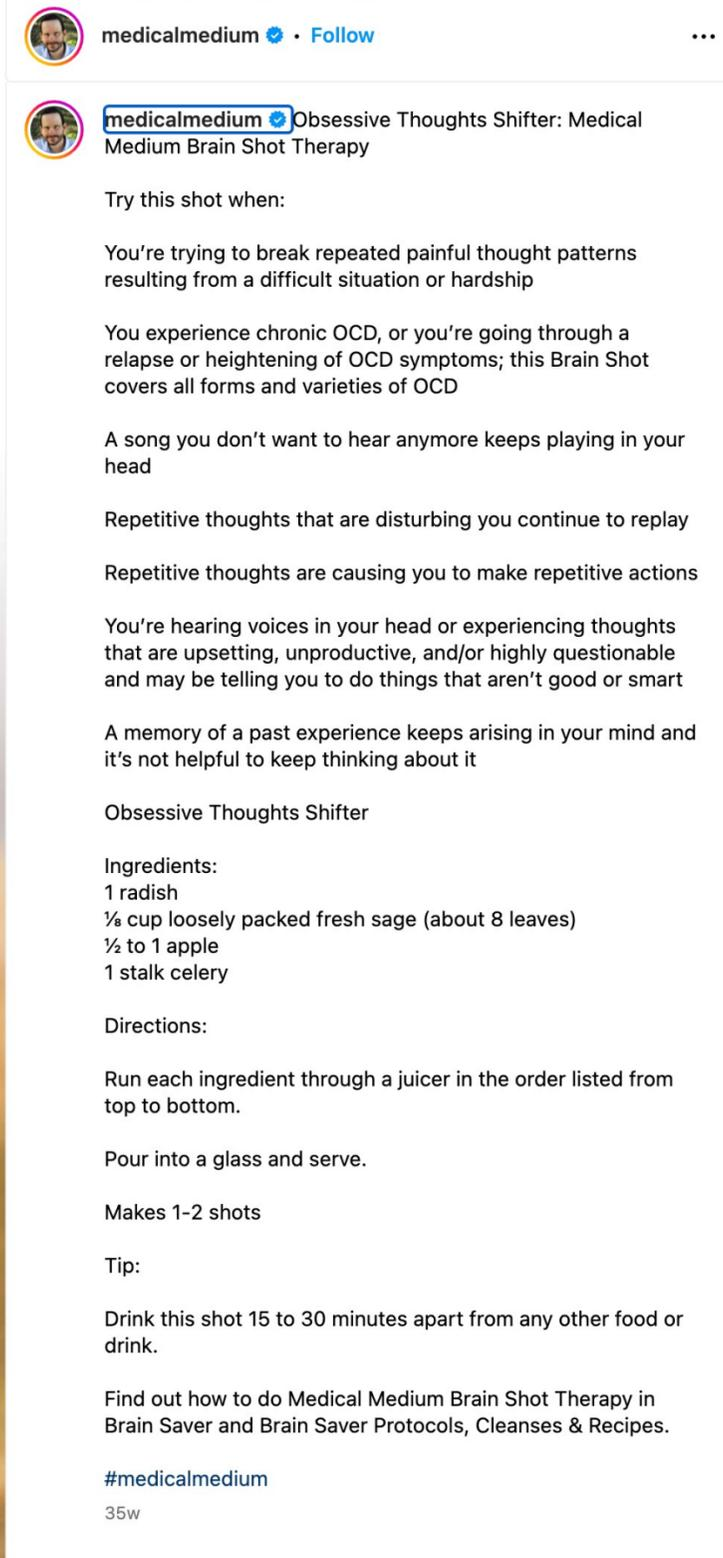 medicalmedium • Follow
medicalmedium Obsessive Thoughts Shifter: Medical
Medium Brain Shot Therapy
Try this shot when:
You’re trying to break repeated painful thought patterns
resulting from a difficult situation or hardship
You experience chronic OCD, or you’re going through a
relapse or heightening of OCD symptoms; this Brain Shot
covers all forms and varieties of OCD
A song you don’t want to hear anymore keeps playing in your
head
Repetitive thoughts that are disturbing you continue to replay
Repetitive thoughts are causing you to make repetitive actions
You’re hearing voices in your head or experiencing thoughts
that are upsetting, unproductive, and/or highly questionable
and may be telling you to do things that aren’t good or smart
A memory of a past experience keeps arising in your mind and
it’s not helpful to keep thinking about it
Obsessive Thoughts Shifter
Ingredients:
1 radish
⅛ cup loosely packed fresh sage (about 8 leaves)
½ to 1 apple
1 stalk celery
Directions:
Run each ingredient through a juicer in the order listed from
top to bottom.
Pour into a glass and serve.
Makes 1-2 shots
Tip:
Drink this shot 15 to 30 minutes apart from any other food or
drink.
Find out how to do Medical Medium Brain Shot Therapy in
Brain Saver and Brain Saver Protocols, Cleanses & Recipes.
#medicalmedium
35w